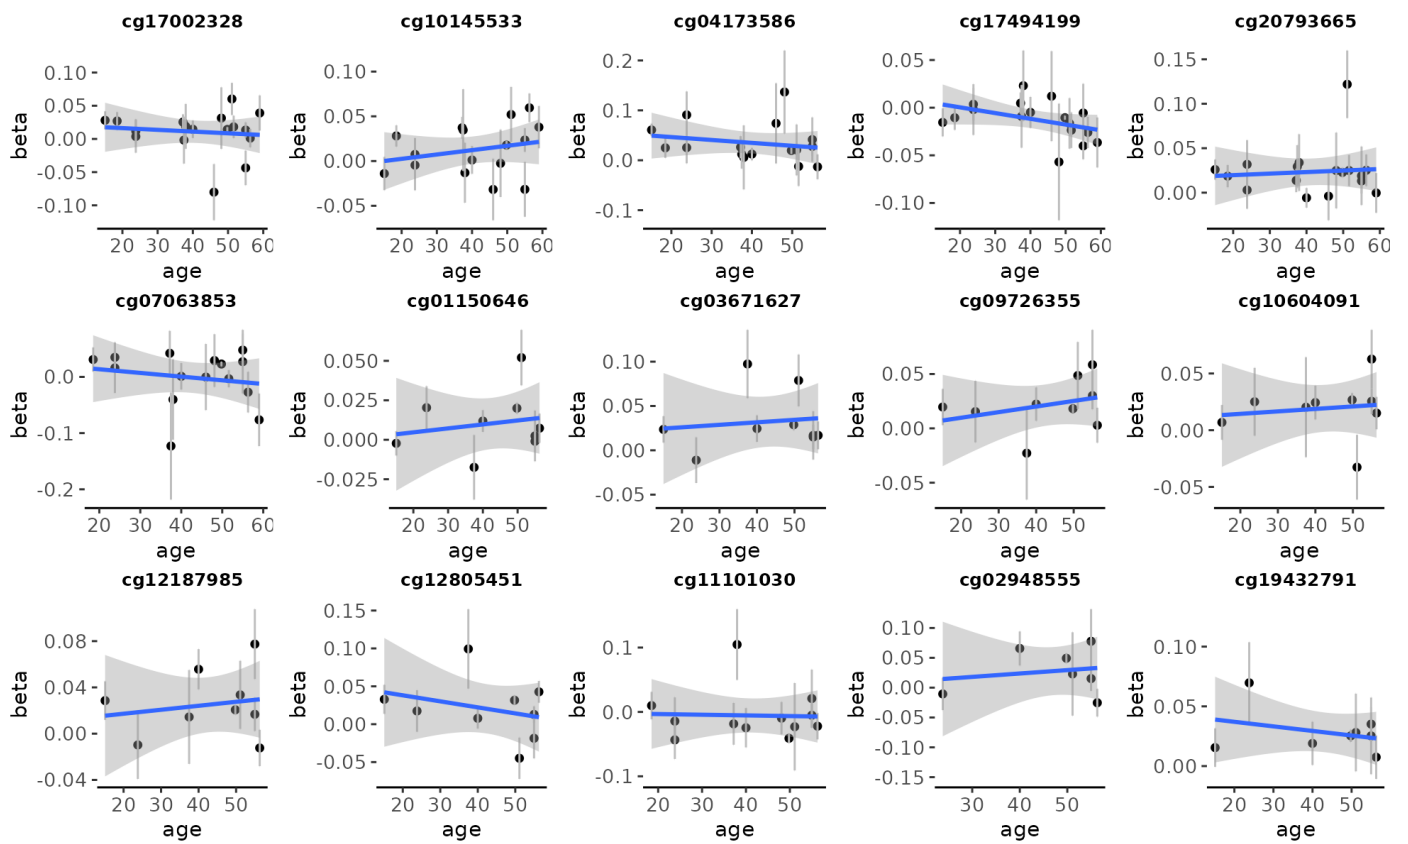 cg17002328 cg10145533 cg04173586 cg17494199 cg20793665
beta 0.10 0.05 0.00 -0.05 -0.10
beta 0.10 0.05 0.00 -0.05
beta 0.2 0.1 0.0 -0.1
beta 0.05 0.00 -0.05 -0.10
beta 0.15 0.10 0.05 0.00
20 30 40 50 60 20 30 40 50 60 20 30 40 50 20 30 40 50 60 20 30 40 50 60
age age age age age
cg07063853 cg01150646 cg03671627 cg09726355 cg10604091
beta 0.0 -0.1 -0.2
beta 0.050 0.025 0.000 -0.025
beta 0.10 0.05 0.00 -0.05
beta 0.05 0.00 -0.05
beta 0.05 0.00 -0.05
20 30 40 50 60 20 30 40 50 20 30 40 50 20 30 40 50 20 30 40 50
age age age age age
cg12187985 cg12805451 cg11101030 cg02948555 cg19432791
beta 0.08 0.04 0.00 -0.04
beta 0.15 0.10 0.05 0.00 -0.05
beta 0.1 0.0 -0.1
beta 0.10 0.05 0.00 -0.05 -0.10 -0.15
beta 0.10 0.05 0.00
20 30 40 50 20 30 40 50 20 30 40 50 30 40 50 20 30 40 50
age age age age age